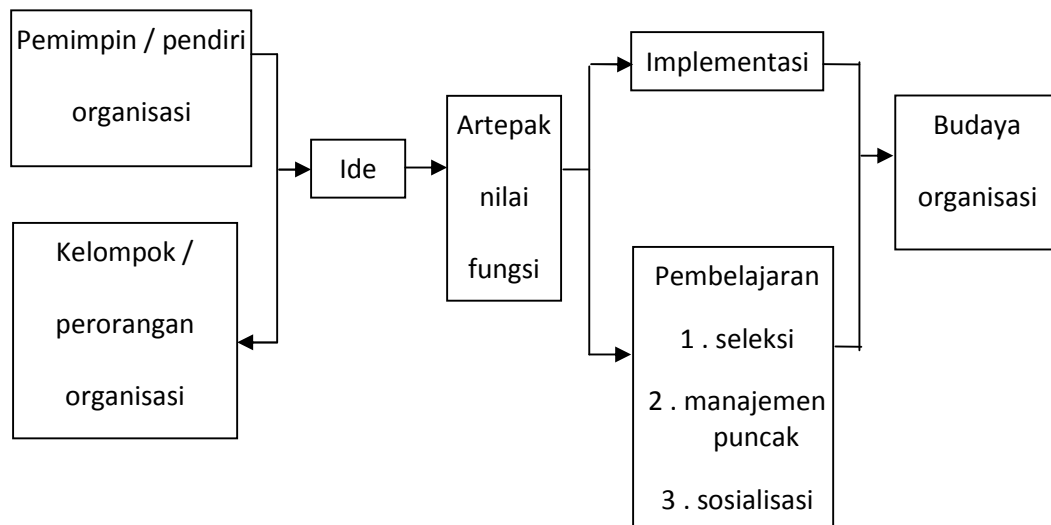 Pemimpin / pendiri
organisasi
Kelompok /
perorangan
organisasi
Ide
Artepak
nilai
fungsi
Implementasi
Pembelajaran
1 . seleksi
2 . manajemen
puncak
3 . sosialisasi
Budaya
organisasi